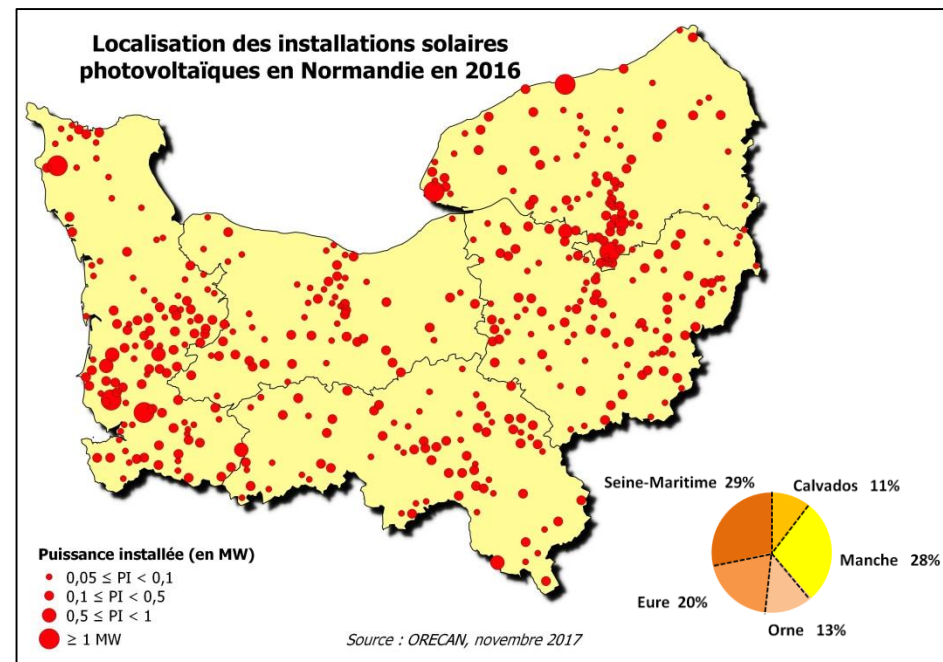 Localisation des installations solaires
photovoltaïques en Normandie en 2016
Seine-Maritime 29%
Calvados 11%
Manche 28%
Eure 20%
Orne 13%
Puissance installée (en MW)
0,05 ≤ PI < 0,1
0,1 ≤ PI < 0,5
0,5 ≤ PI < 1
≥ 1 MW
Source : ORECAN, novembre 2017